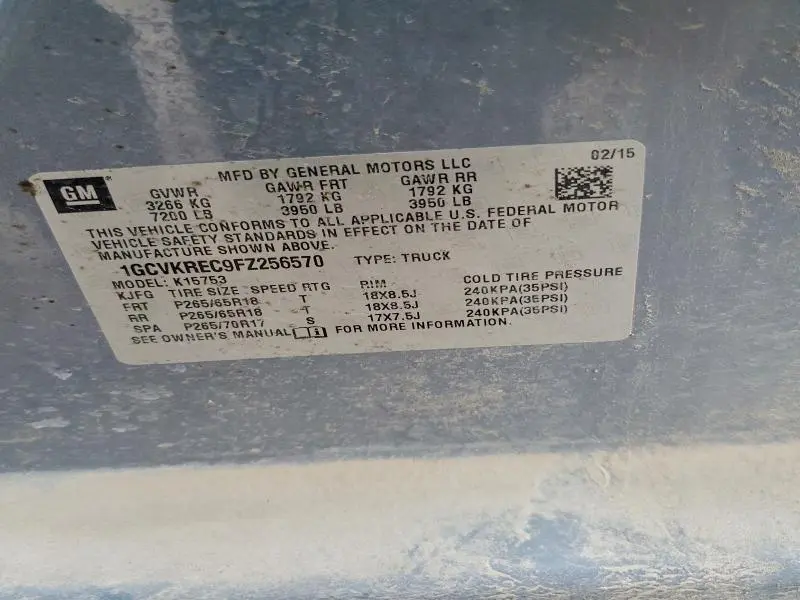 GM
MFD BY GENERAL MOTORS LLC 02/15
GVWR GAWR FRT GAWR RR
3266 KG 1792 KG 1792 KG
7200 LB 3950 LB 3950 LB
THIS VEHICLE CONFORMS TO ALL APPLICABLE U.S. FEDERAL MOTOR
VEHICLE SAFETY STANDARDS IN EFFECT ON THE DATE OF
MANUFACTURE SHOWN ABOVE.
1GCVKREC9FZ256570 TYPE: TRUCK
MODEL: K15753
KJFG TIRE SIZE SPEED RTG RIM COLD TIRE PRESSURE
FRT P265/65R18 T 18X8.5J 240KPA(35PSI)
RR P265/65R18 T 18X8.5J 240KPA(35PSI)
SPA P265/70R17 S 17X7.5J 240KPA(35PSI)
SEE OWNER'S MANUAL FOR MORE INFORMATION.